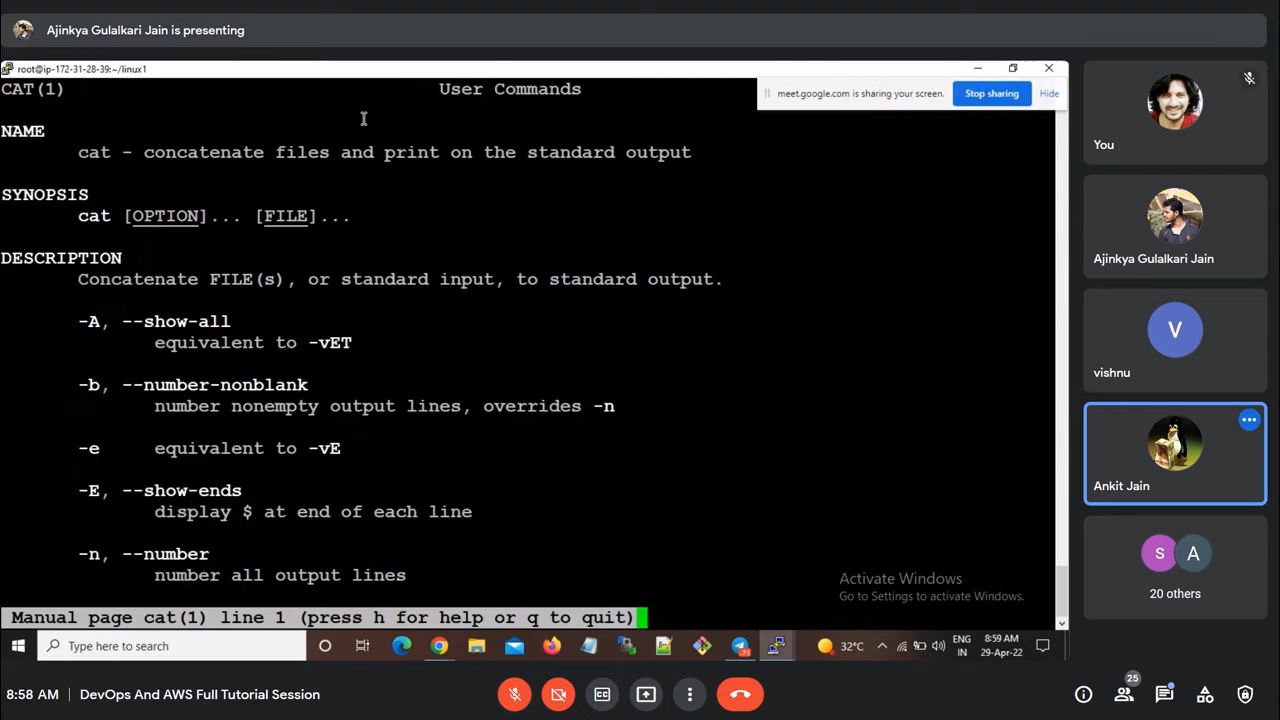 Ajinkya Gulalkari Jain is presenting
root@ip-172-31-28-39:~/linux1
CAT(1) User Commands
meet.google.com is sharing your screen. Stop sharing Hide
NAME
cat - concatenate files and print on the standard output
SYNOPSIS
cat [OPTION]... [FILE]...
DESCRIPTION
Concatenate FILE(s), or standard input, to standard output.
-A, --show-all
equivalent to -vET
-b, --number-nonblank
number nonempty output lines, overrides -n
-e equivalent to -vE
-E, --show-ends
display $ at end of each line
-n, --number
number all output lines
Manual page cat(1) line 1 (press h for help or q to quit)
Activate Windows
Go to Settings to activate Windows.
Type here to search
32°C
ENG
IN
8:59 AM
29-Apr-22
You
Ajinkya Gulalkari Jain
V
vishnu
Ankit Jain
s A
20 others
8:58 AM DevOps And AWS Full Tutorial Session
25